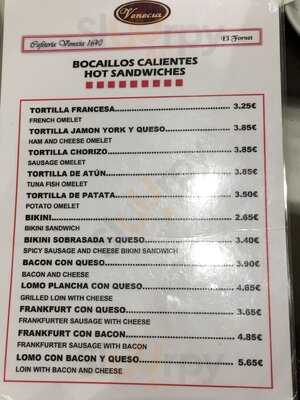 Venecia
Cafeteria Venecia 1640
El Fornet
BOCAILLOS CALIENTES
HOT SANDWICHES
TORTILLA FRANCESA 3.25€
FRENCH OMELET
TORTILLA JAMON YORK Y QUESO 3.85€
HAM AND CHEESE OMELET
TORTILLA CHORIZO 3.85€
SAUSAGE OMELET
TORTILLA DE ATÚN 3.85€
TUNA FISH OMELET
TORTILLA DE PATATA 3.50€
POTATO OMELET
BIKINI 2.65€
BIKINI SANDWICH
BIKINI SOBRASADA Y QUESO 3.40€
SPICY SAUSAGE AND CHEESE BIKINI SANDWICH
BACON CON QUESO 3.90€
BACON AND CHEESE
LOMO PLANCHA CON QUESO 4.65€
GRILLED LOIN WITH CHEESE
FRANKFURT CON QUESO 3.65€
FRANKFURTER SAUSAGE WITH CHEESE
FRANKFURT CON BACON 4.85€
FRANKFURTER SAUSAGE WITH BACON
LOMO CON BACON Y QUESO 5.65€
LOIN WITH BACON AND CHEESE